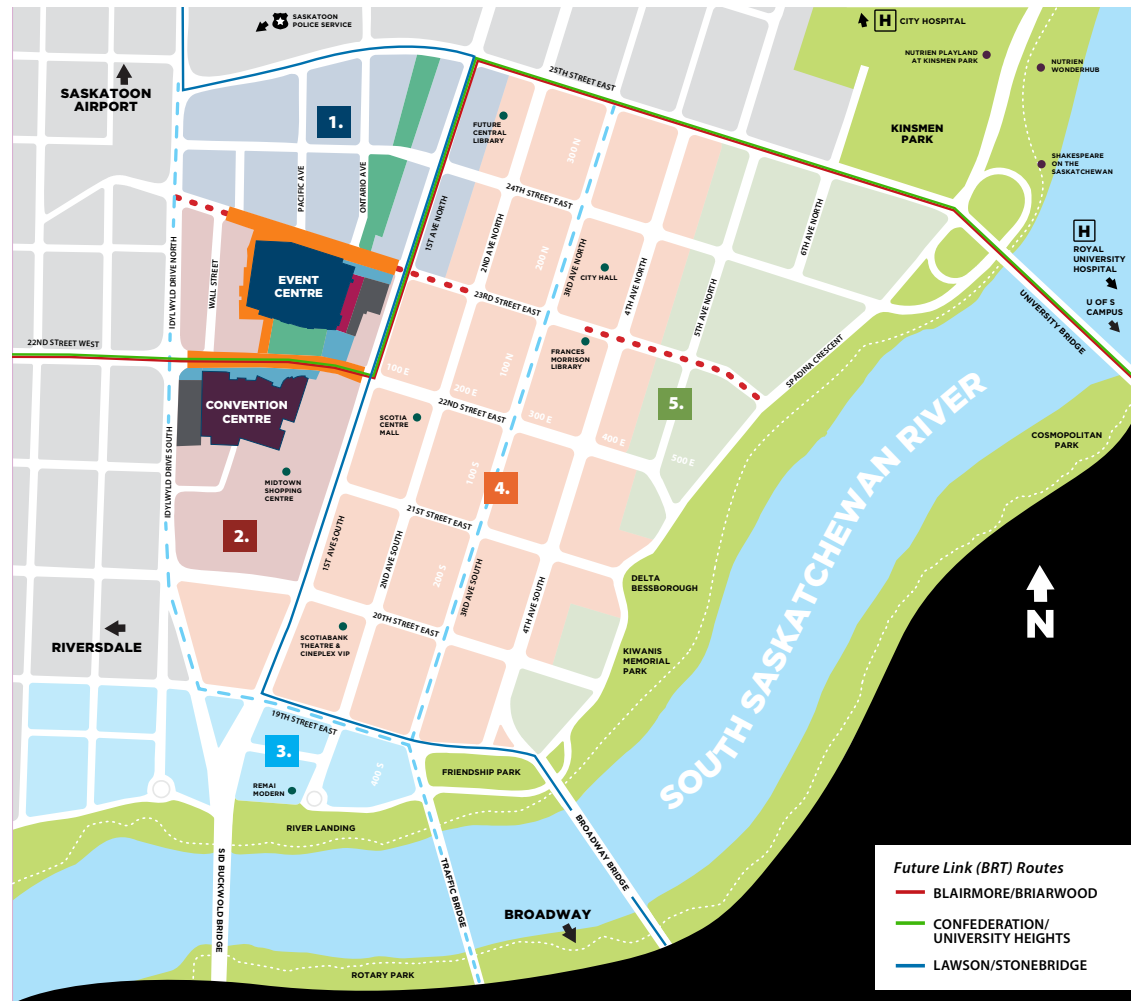 SASKATOON
POLICE SERVICE
H
CITY HOSPITAL
NUTRIEN PLAYLAND
AT KINSMEN PARK
NUTRIEN
WONDERHUB
SASKATOON
AIRPORT
25TH STREET EAST
1.
FUTURE
CENTRAL
LIBRARY
KINSMEN
PARK
300 N
SHAKESPEARE
ON THE
SASKATCHEWAN
PACIFIC AVE
ONTARIO AVE
24TH STREET EAST
1ST AVE NORTH
2ND AVE NORTH
200 N
3RD AVE NORTH
6TH AVE NORTH
H
ROYAL
UNIVERSITY
HOSPITAL
U OF S
CAMPUS
IDYLWYLD DRIVE NORTH
WALL STREET
EVENT
CENTRE
CITY HALL
4TH AVE NORTH
5TH AVE NORTH
23RD STREET EAST
UNIVERSITY BRIDGE
22ND STREET WEST
FRANCES
MORRISON
LIBRARY
SPADINA CRESCENT
100 E
200 E
100 N
300 E
400 E
500 E
5.
22ND STREET EAST
CONVENTION
CENTRE
SCOTIA
CENTRE
MALL
COSMOPOLITAN
PARK
IDYLWYLD DRIVE SOUTH
MIDTOWN
SHOPPING
CENTRE
100 S
4.
2.
21ST STREET EAST
SOUTH SASKATCHEWAN RIVER
1ST AVE SOUTH
2ND AVE SOUTH
200 S
3RD AVE SOUTH
4TH AVE SOUTH
DELTA
BESSBOROUGH
N
RIVERSDALE
20TH STREET EAST
SCOTIABANK
THEATRE &
CINEPLEX VIP
KIWANIS
MEMORIAL
PARK
19TH STREET EAST
3.
REMAI
MODERN
400 S
FRIENDSHIP PARK
RIVER LANDING
SID BUCKWOLD BRIDGE
TRAFFIC BRIDGE
BROADWAY BRIDGE
BROADWAY
ROTARY PARK
Future Link (BRT) Routes
BLAIRMORE/BRIARWOOD
CONFEDERATION/
UNIVERSITY HEIGHTS
LAWSON/STONEBRIDGE